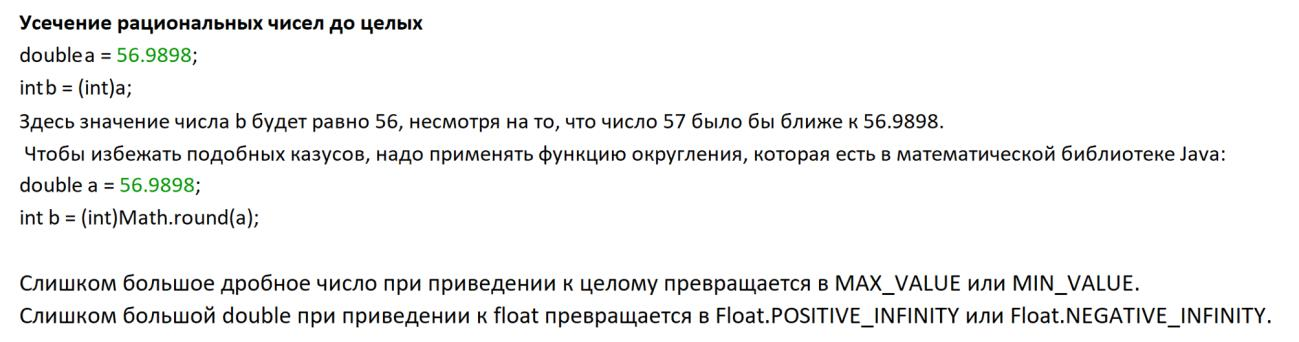 Усечение рациональных чисел до целых
double a = 56.9898;
int b = (int)a;
Здесь значение числа b будет равно 56, несмотря на то, что число 57 было бы ближе к 56.9898.
Чтобы избежать подобных казусов, надо применять функцию округления, которая есть в математической библиотеке Java:
double a = 56.9898;
int b = (int)Math.round(a);
Слишком большое дробное число при приведении к целому превращается в MAX_VALUE или MIN_VALUE.
Слишком большой double при приведении к float превращается в Float.POSITIVE_INFINITY или Float.NEGATIVE_INFINITY.